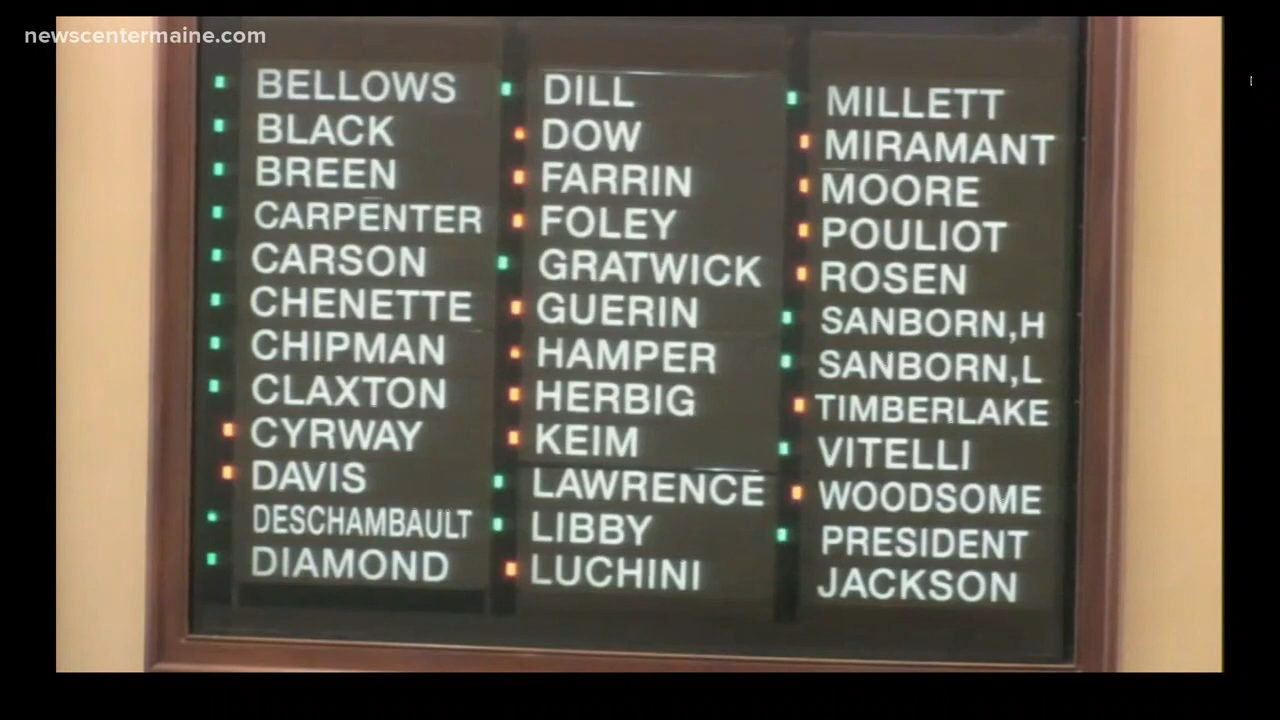 newscentermaine.com
BELLOWS
BLACK
BREEN
CARPENTER
CARSON
CHENETTE
CHIPMAN
CLAXTON
CYRWAY
DAVIS
DESCHAMBAULT
DIAMOND
DILL
DOW
FARRIN
FOLEY
GRATWICK
GUERIN
HAMPER
HERBIG
KEIM
LAWRENCE
LIBBY
LUCHINI
MILLETT
MIRAMANT
MOORE
POULIOT
ROSEN
SANBORN,H
SANBORN,L
TIMBERLAKE
VITELLI
WOODSOME
PRESIDENT
JACKSON